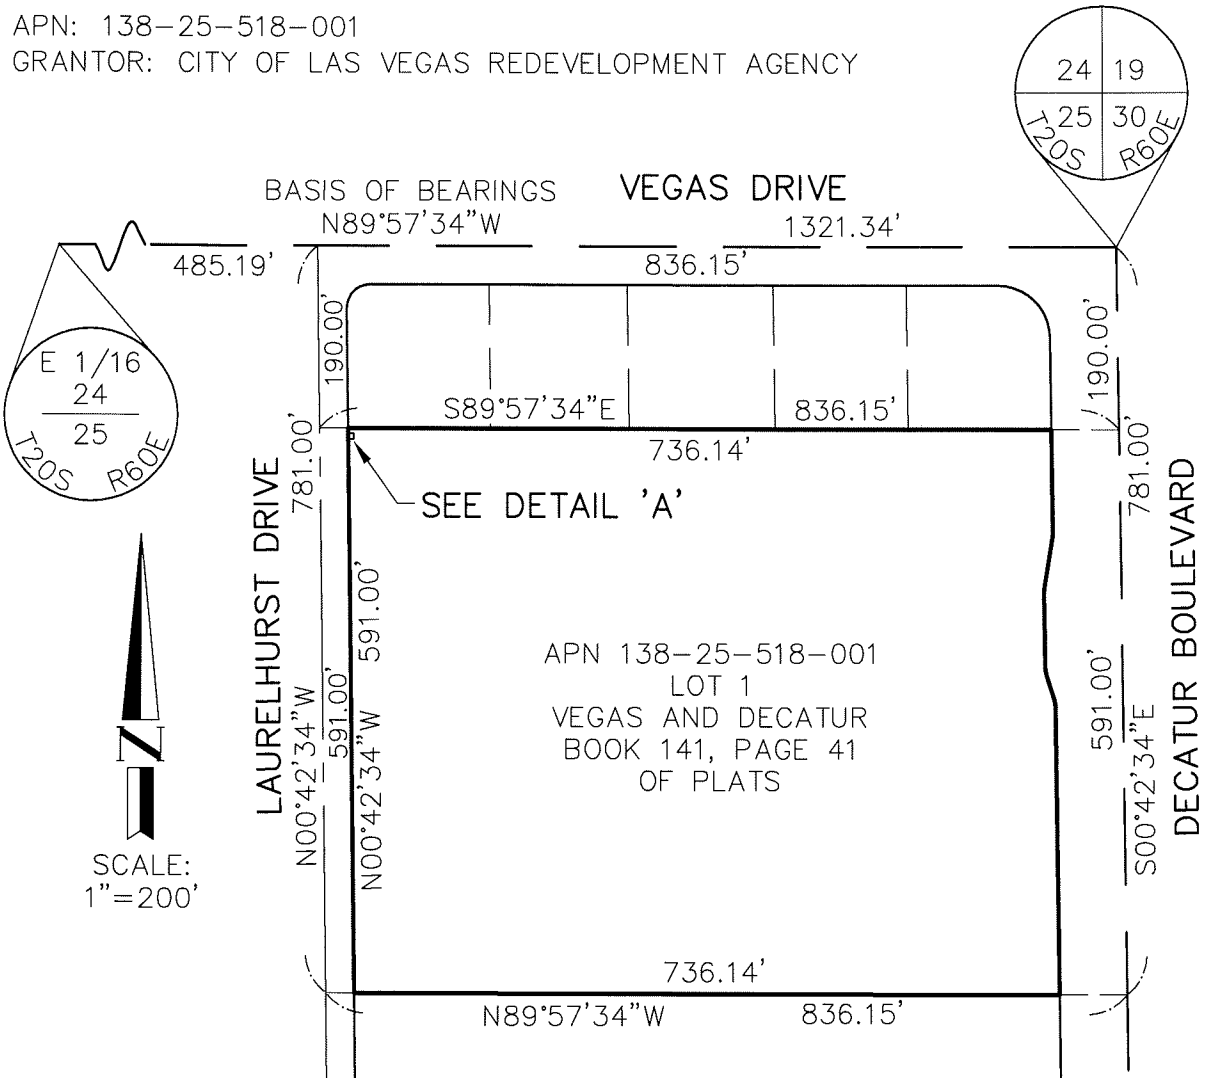 APN: 138-25-518-001
GRANTOR: CITY OF LAS VEGAS REDEVELOPMENT AGENCY
24 19
25 30
T20S R60E
BASIS OF BEARINGS
VEGAS DRIVE
N89°57'34"W
1321.34'
485.19'
836.15'
190.00'
190.00'
E 1/16
24
25
T20S R60E
S89°57'34"E
836.15'
736.14'
781.00'
781.00'
SEE DETAIL 'A'
LAURELHURST DRIVE
N00°42'34"W
591.00'
591.00'
N00°42'34"W
APN 138-25-518-001
LOT 1
VEGAS AND DECATUR
BOOK 141, PAGE 41
OF PLATS
591.00'
S00°42'34"E
DECATUR BOULEVARD
N
SCALE:
1"=200'
736.14'
N89°57'34"W
836.15'